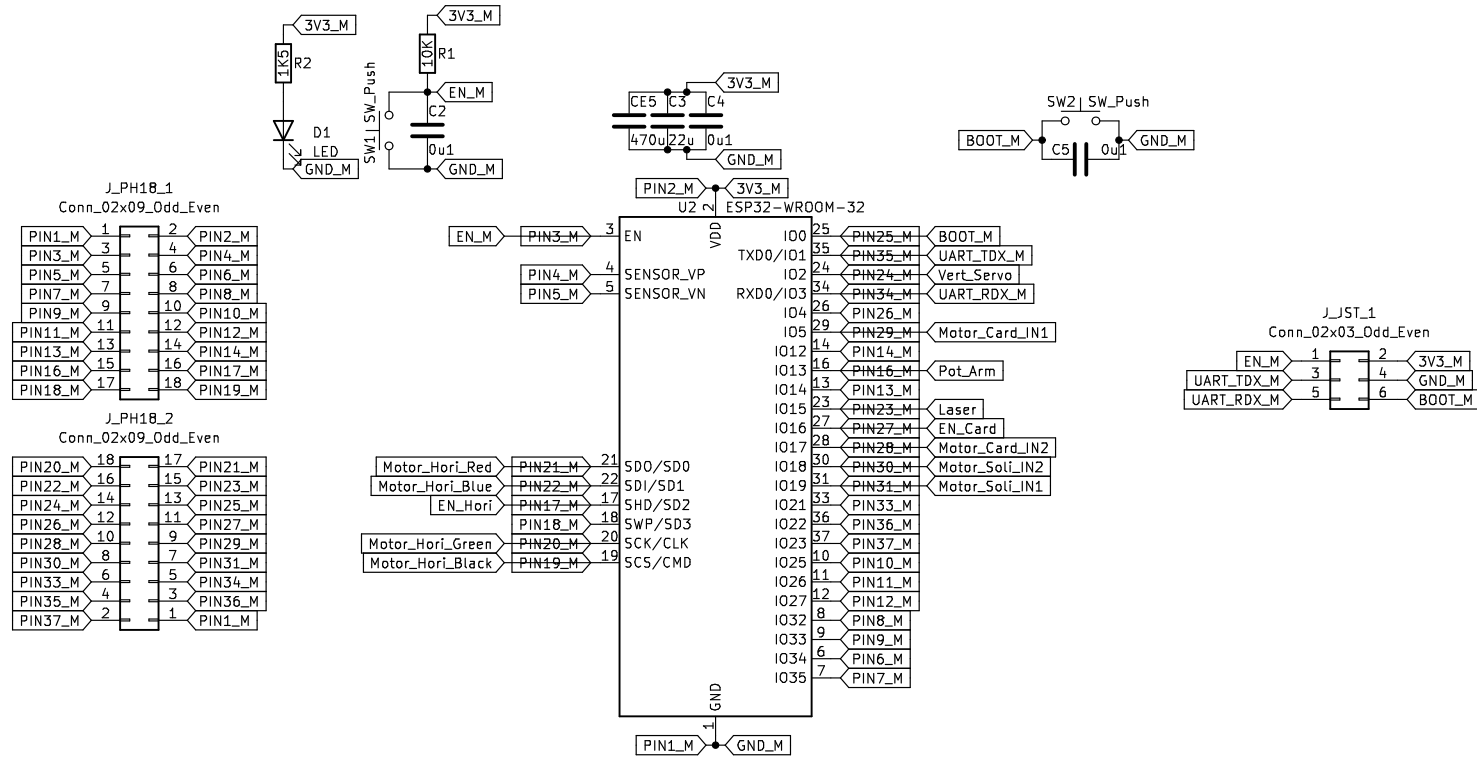 3V3_M
1K5
R2
D1
LED
GND_M
3V3_M
10K
R1
EN_M
SW1 SW_Push
C2
0u1
GND_M
3V3_M
CE5 C3 C4
470u 22u 0u1
GND_M
SW2 SW_Push
BOOT_M GND_M
C5 0u1
J_PH18_1
Conn_02x09_Odd_Even
PIN1_M 1 2 PIN2_M
PIN3_M 3 4 PIN4_M
PIN5_M 5 6 PIN6_M
PIN7_M 7 8 PIN8_M
PIN9_M 9 10 PIN10_M
PIN11_M 11 12 PIN12_M
PIN13_M 13 14 PIN14_M
PIN16_M 15 16 PIN17_M
PIN18_M 17 18 PIN19_M
J_PH18_2
Conn_02x09_Odd_Even
PIN20_M 18 17 PIN21_M
PIN22_M 16 15 PIN23_M
PIN24_M 14 13 PIN25_M
PIN26_M 12 11 PIN27_M
PIN28_M 10 9 PIN29_M
PIN30_M 8 7 PIN31_M
PIN33_M 6 5 PIN34_M
PIN35_M 4 3 PIN36_M
PIN37_M 2 1 PIN1_M
PIN2_M 3V3_M
U2 2 ESP32-WROOM-32
VDD
EN_M PIN3_M 3 EN
PIN4_M 4 SENSOR_VP
PIN5_M 5 SENSOR_VN
Motor_Hori_Red PIN21_M 21 SDO/SD0
Motor_Hori_Blue PIN22_M 22 SDI/SD1
EN_Hori PIN17_M 17 SHD/SD2
PIN18_M 18 SWP/SD3
Motor_Hori_Green PIN20_M 20 SCK/CLK
Motor_Hori_Black PIN19_M 19 SCS/CMD
IO0 25 PIN25_M BOOT_M
TXD0/IO1 35 PIN35_M UART_TDX_M
IO2 24 PIN24_M Vert_Servo
RXD0/IO3 34 PIN34_M UART_RDX_M
IO4 26 PIN26_M
IO5 29 PIN29_M Motor_Card_IN1
IO12 14 PIN14_M
IO13 16 PIN16_M Pot_Arm
IO14 13 PIN13_M
IO15 23 PIN23_M Laser
IO16 27 PIN27_M EN_Card
IO17 28 PIN28_M Motor_Card_IN2
IO18 30 PIN30_M Motor_Soli_IN2
IO19 31 PIN31_M Motor_Soli_IN1
IO21 33 PIN33_M
IO22 36 PIN36_M
IO23 37 PIN37_M
IO25 10 PIN10_M
IO26 11 PIN11_M
IO27 12 PIN12_M
IO32 8 PIN8_M
IO33 9 PIN9_M
IO34 6 PIN6_M
IO35 7 PIN7_M
GND
1
PIN1_M GND_M
J_JST_1
Conn_02x03_Odd_Even
EN_M 1 2 3V3_M
UART_TDX_M 3 4 GND_M
UART_RDX_M 5 6 BOOT_M